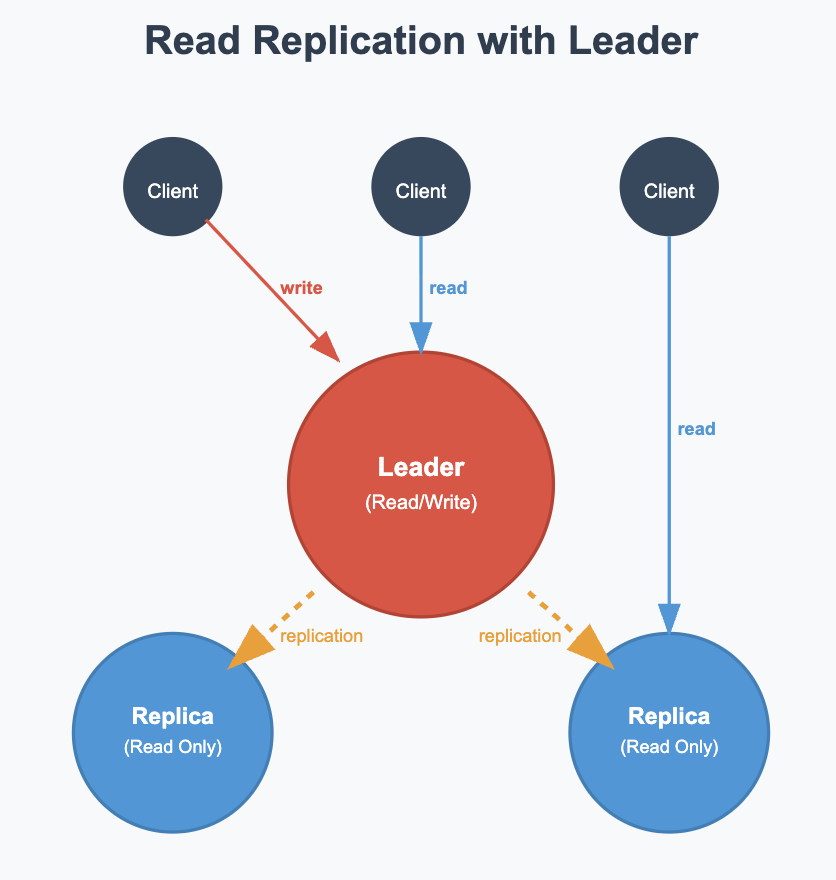 Read Replication with Leader
Client
Client
Client
write
read
read
Leader
(Read/Write)
replication
replication
Replica
(Read Only)
Replica
(Read Only)